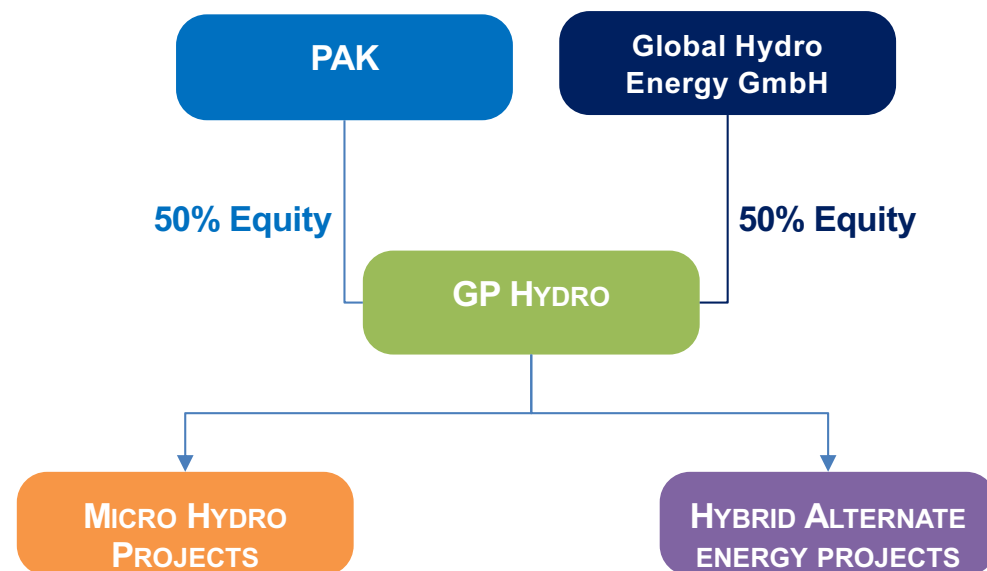 PAK
Global Hydro
Energy GmbH
50% Equity
50% Equity
GP HYDRO
MICRO HYDRO
PROJECTS
HYBRID ALTERNATE
ENERGY PROJECTS